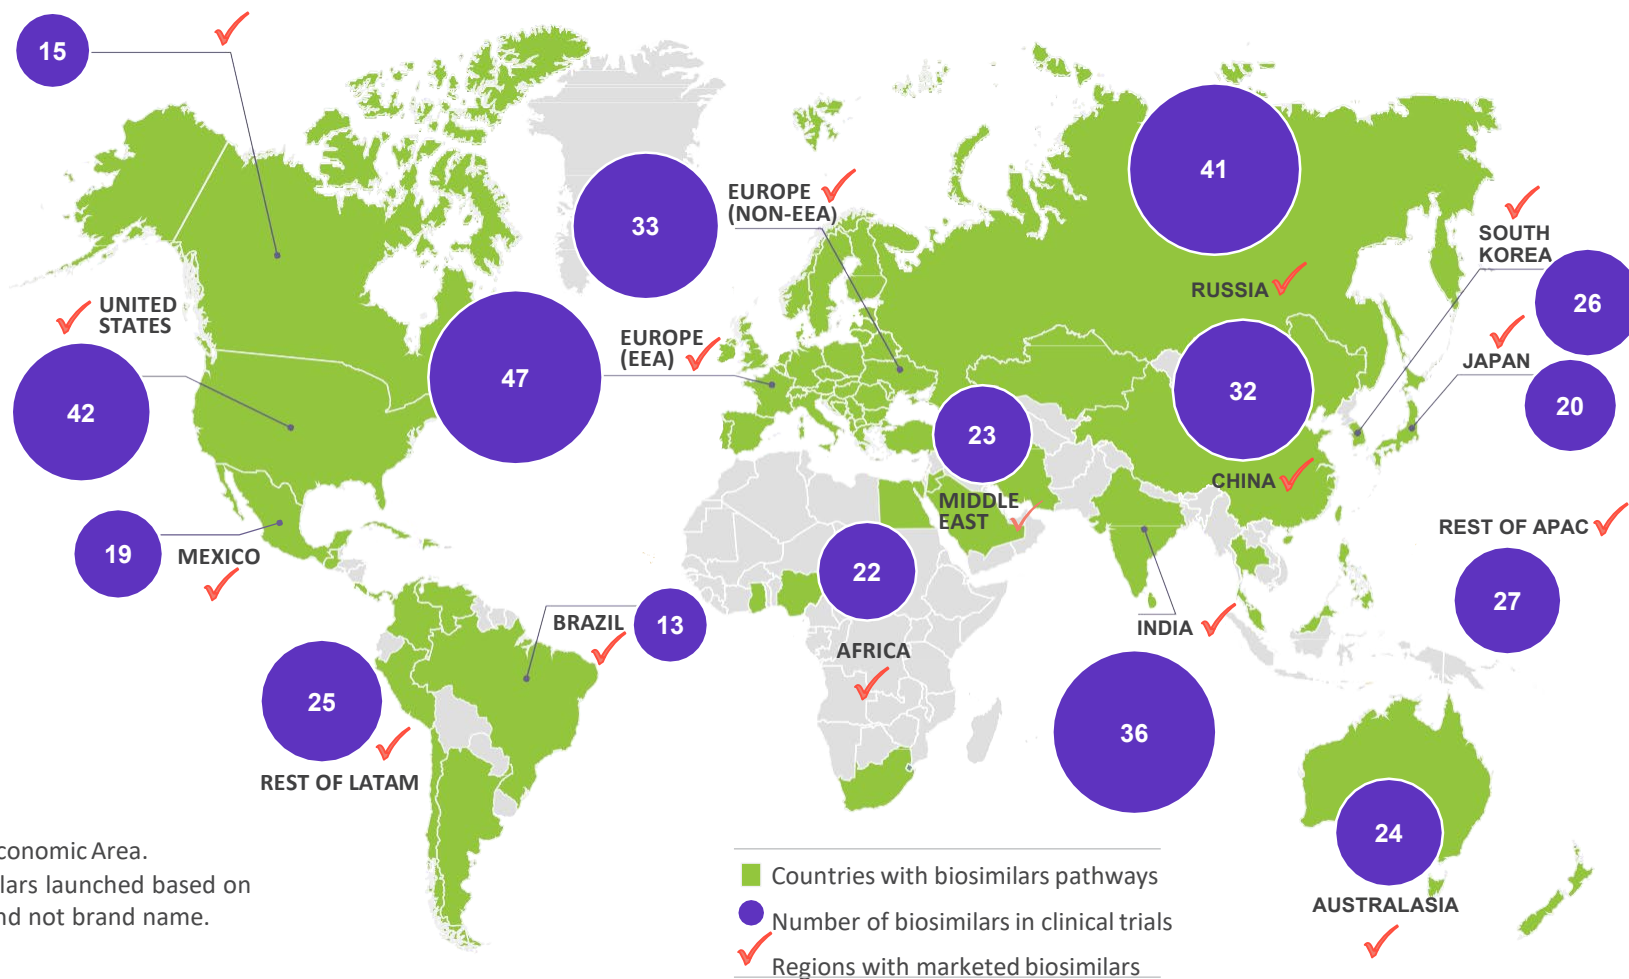 15
41
EUROPE
(NON-EEA)
33
SOUTH
KOREA
RUSSIA
26
UNITED
STATES
EUROPE
(EEA)
JAPAN
47
32
42
20
23
CHINA
MIDDLE
EAST
REST OF APAC
19
MEXICO
22
27
BRAZIL
13
INDIA
AFRICA
25
36
REST OF LATAM
24
AUSTRALASIA
conomic Area.
lars launched based on
nd not brand name.
Countries with biosimilars pathways
Number of biosimilars in clinical trials
Regions with marketed biosimilars